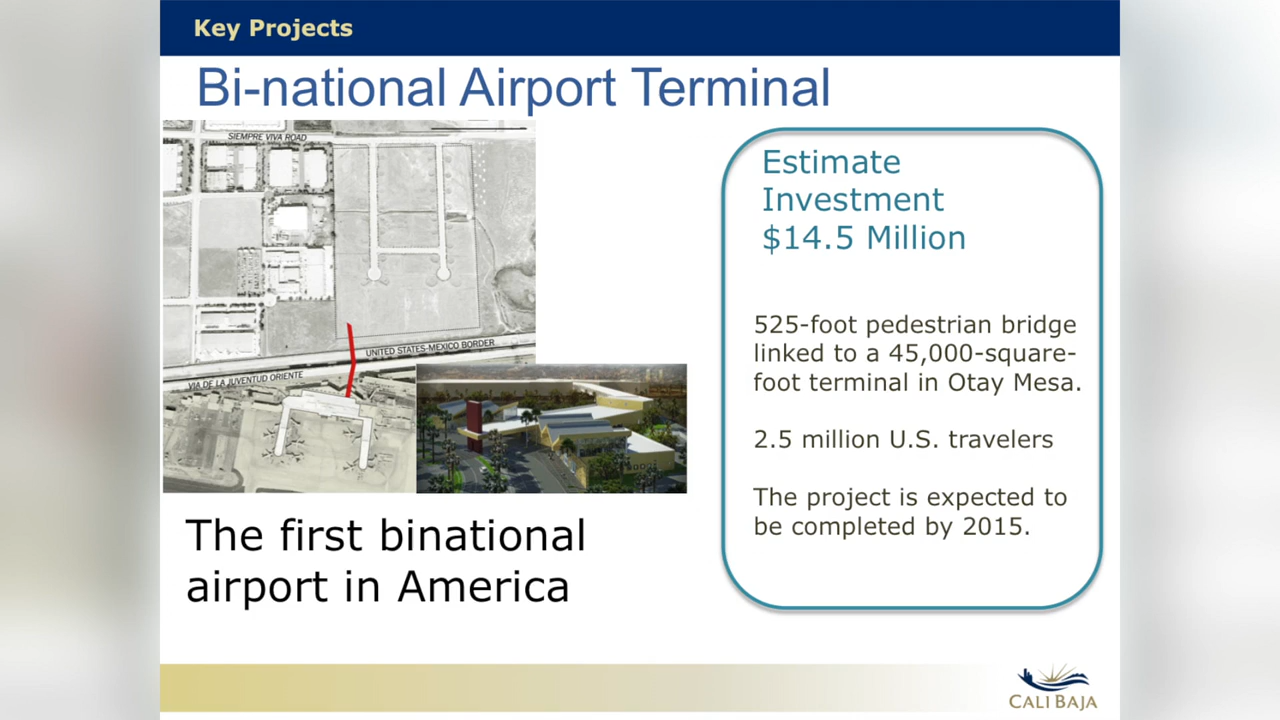 Key Projects
Bi-national Airport Terminal
SIEMPRE VIVA ROAD
UNITED STATES-MEXICO BORDER
VIA DE LA JUVENTUD ORIENTE
Estimate
Investment
$14.5 Million
525-foot pedestrian bridge
linked to a 45,000-square-
foot terminal in Otay Mesa.
2.5 million U.S. travelers
The project is expected to
be completed by 2015.
The first binational
airport in America
CALI BAJA